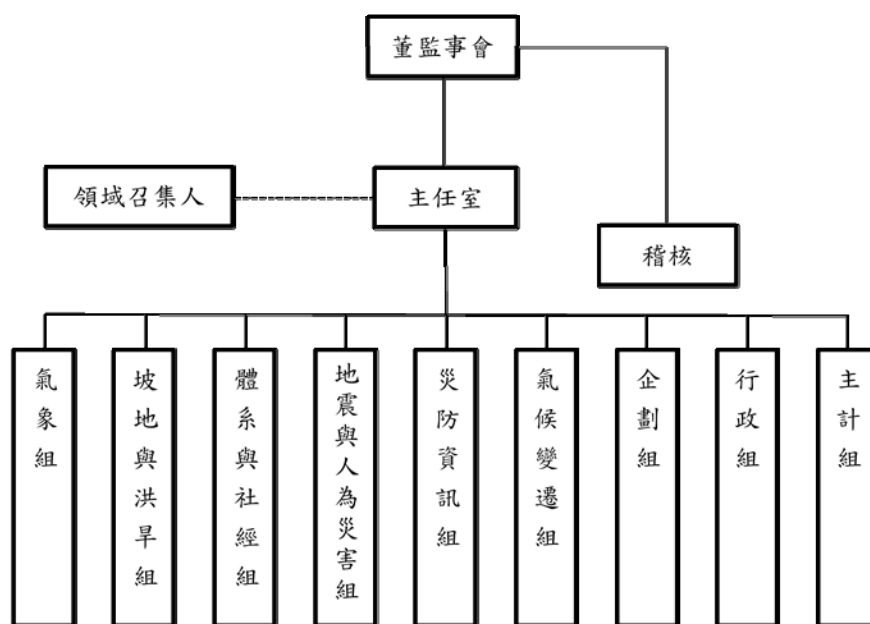 董監事會
領域召集人
主任室
稽核
氣象組
坡地與洪旱組
體系與社經組
地震與人為災害組
災防資訊組
氣候變遷組
企劃組
行政組
主計組